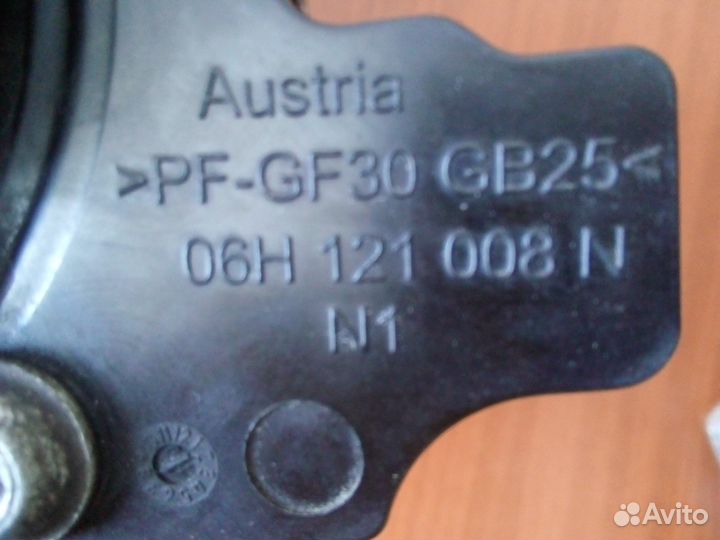 Austria
>PF-GF30 GB25<
06H 121 008 N
N1
Avito